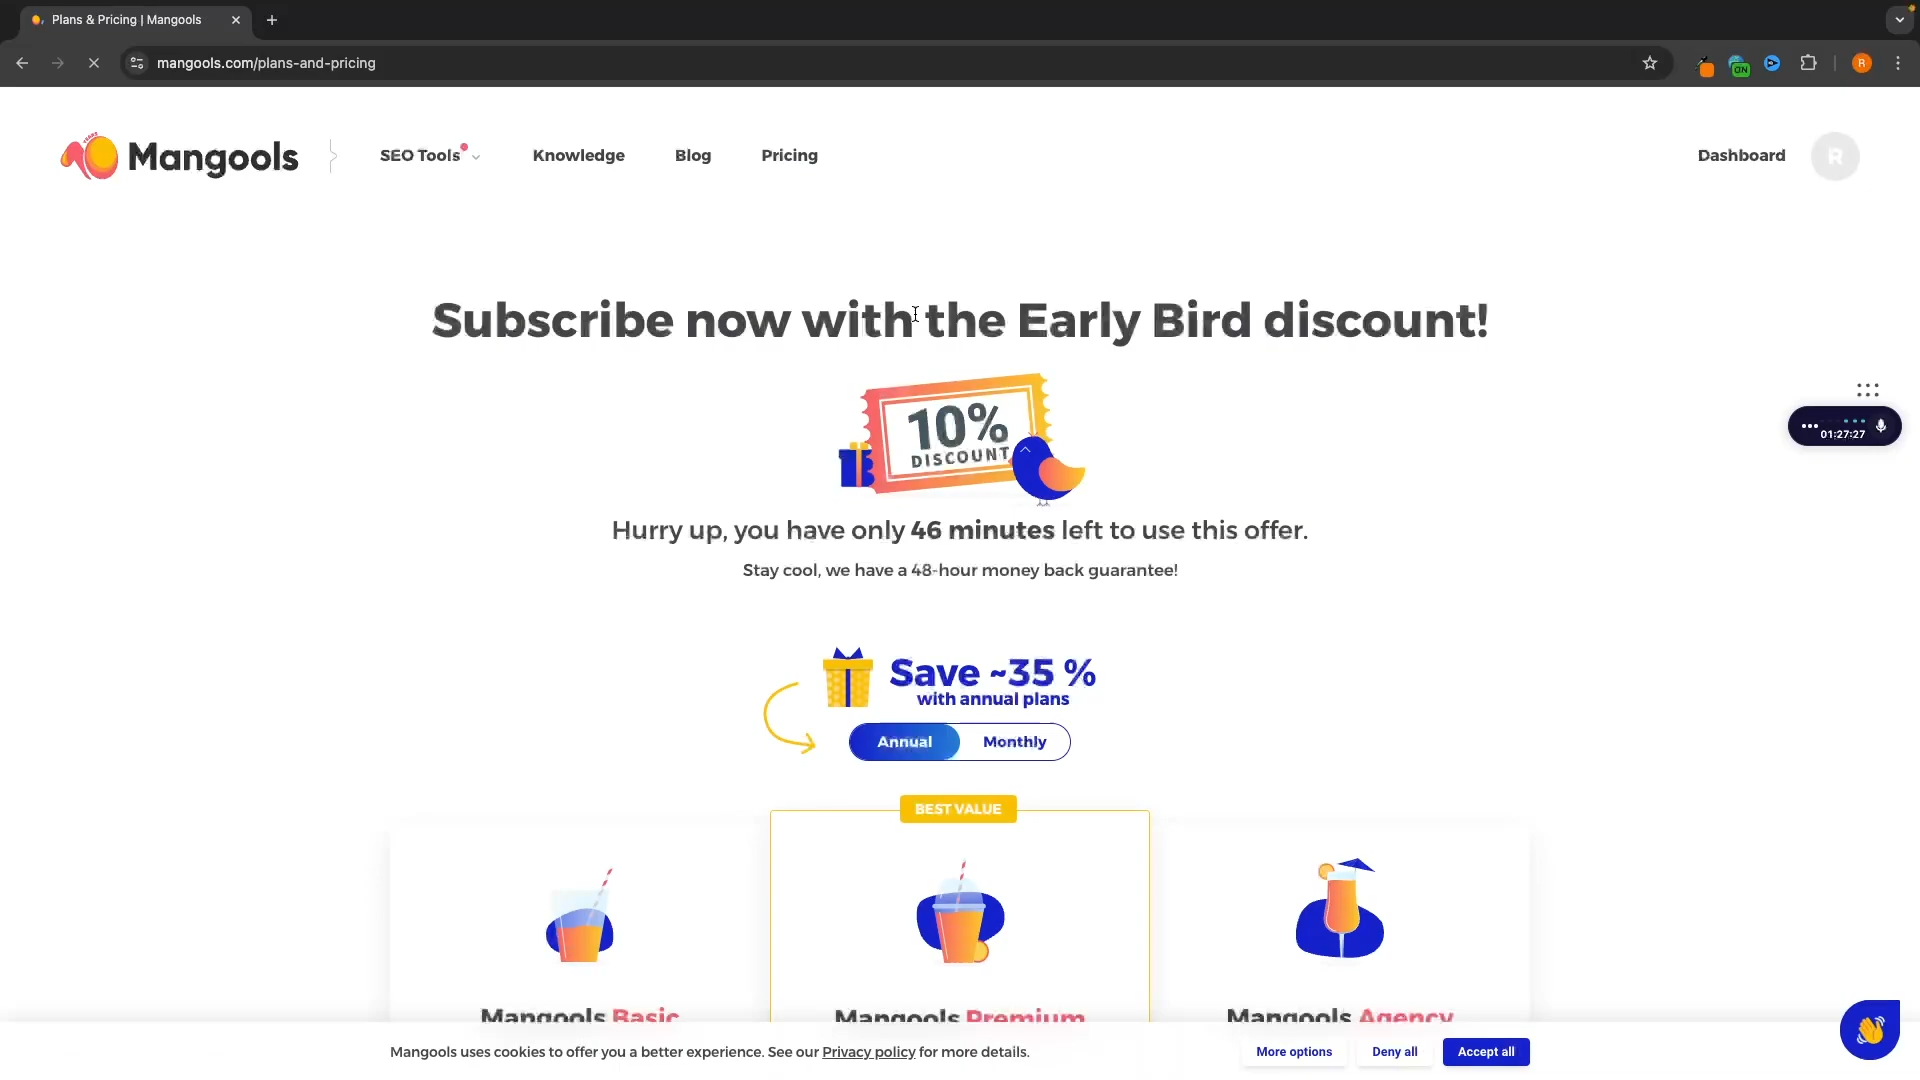 Plans & Pricing | Mangools
mangools.com/plans-and-pricing
ON
R
Mangools
SEO Tools
Knowledge
Blog
Pricing
Dashboard
R
Subscribe now with the Early Bird discount!
10%
DISCOUNT
01:27:27
Hurry up, you have only 46 minutes left to use this offer.
Stay cool, we have a 48-hour money back guarantee!
Save ~35 %
with annual plans
Annual
Monthly
BEST VALUE
Mangools Basic
Mangools Premium
Mangools Agency
Mangools uses cookies to offer you a better experience. See our Privacy policy for more details.
More options
Deny all
Accept all